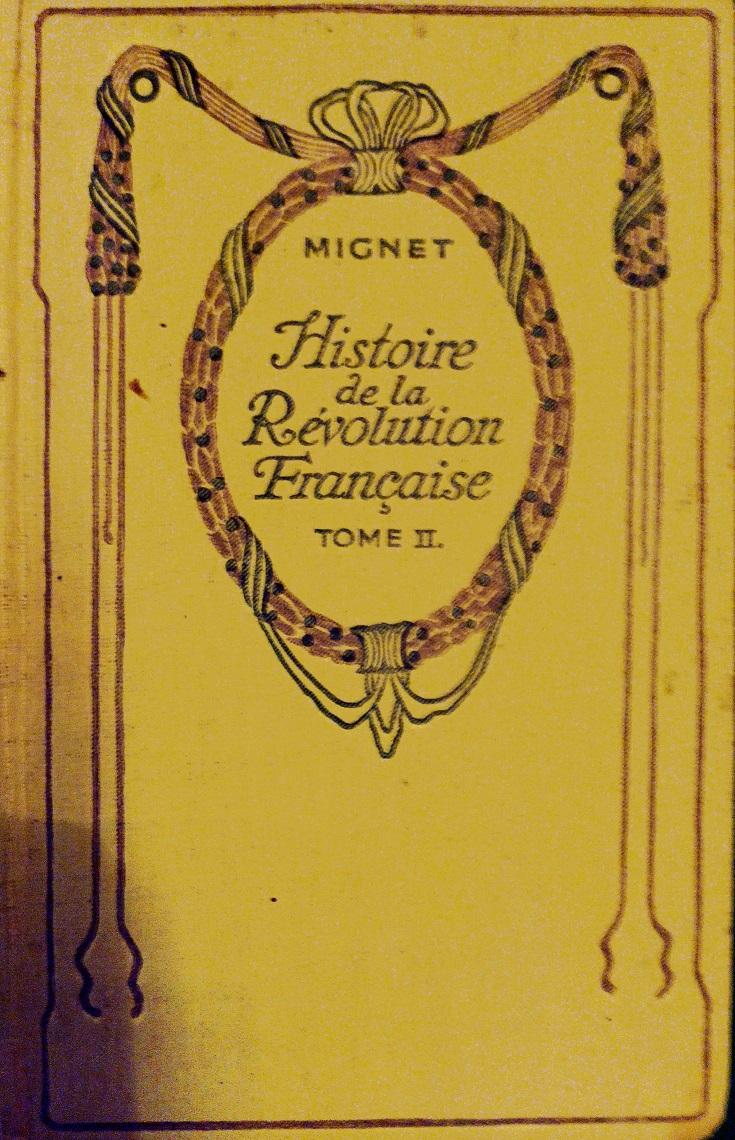 MIGNET
Histoire
de la
Révolution
Française
TOME II.